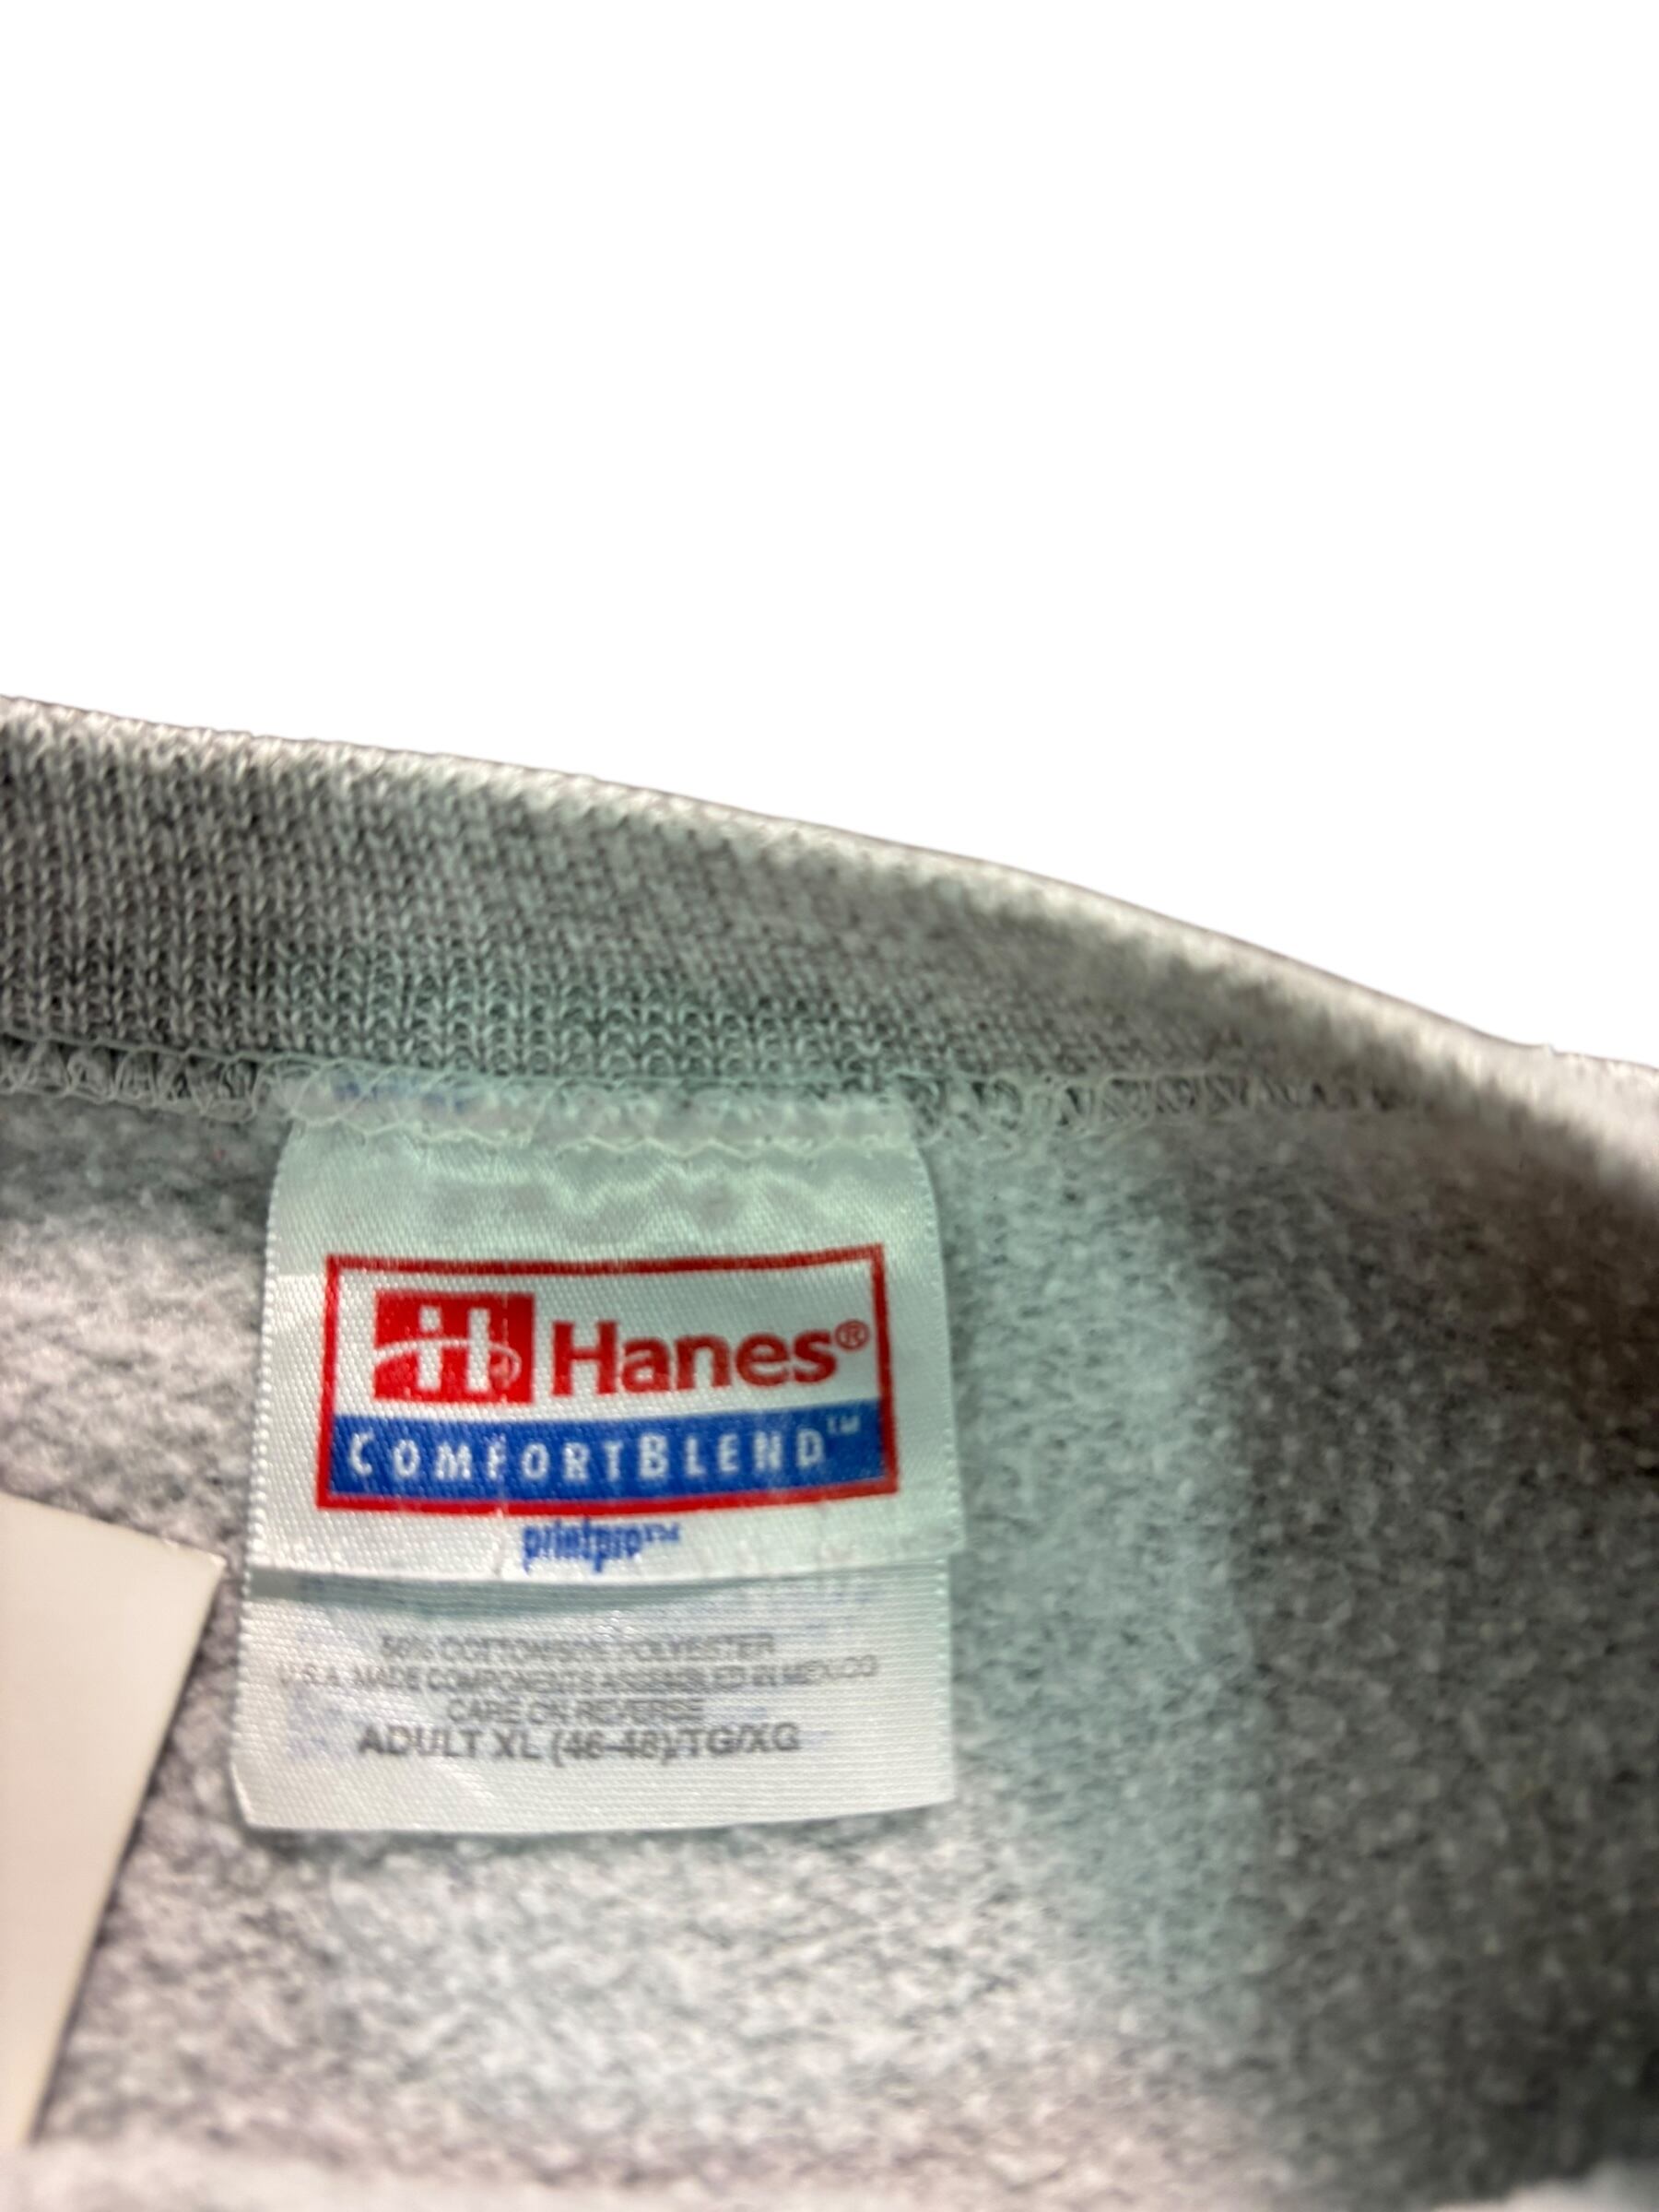 H Hanes®
COMFORTBLEND™
printpro™
50% COTTON/50% POLYESTER
U.S.A. MADE COMPONENTS ASSEMBLED IN MEXICO
CARE ON REVERSE
ADULT XL (46-48)/TG/XG